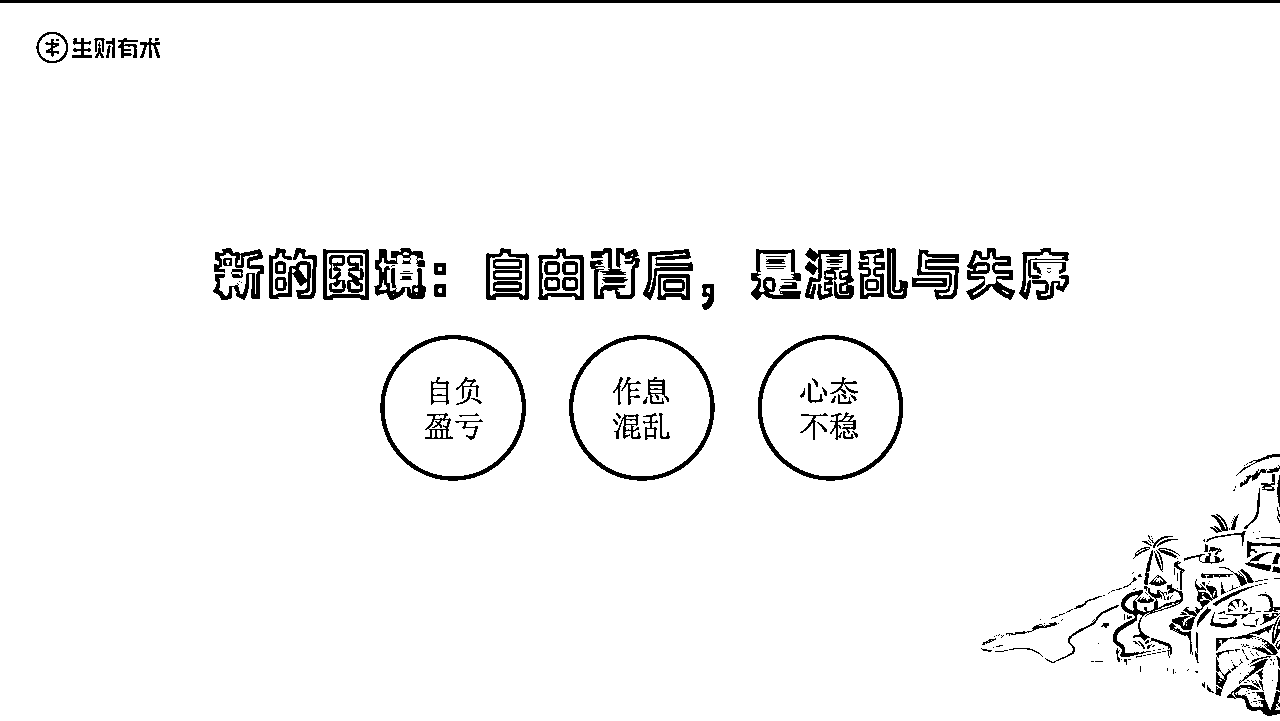 生财有术
新的困境：自由背后，是混乱与失序
自负
盈亏
作息
混乱
心态
不稳